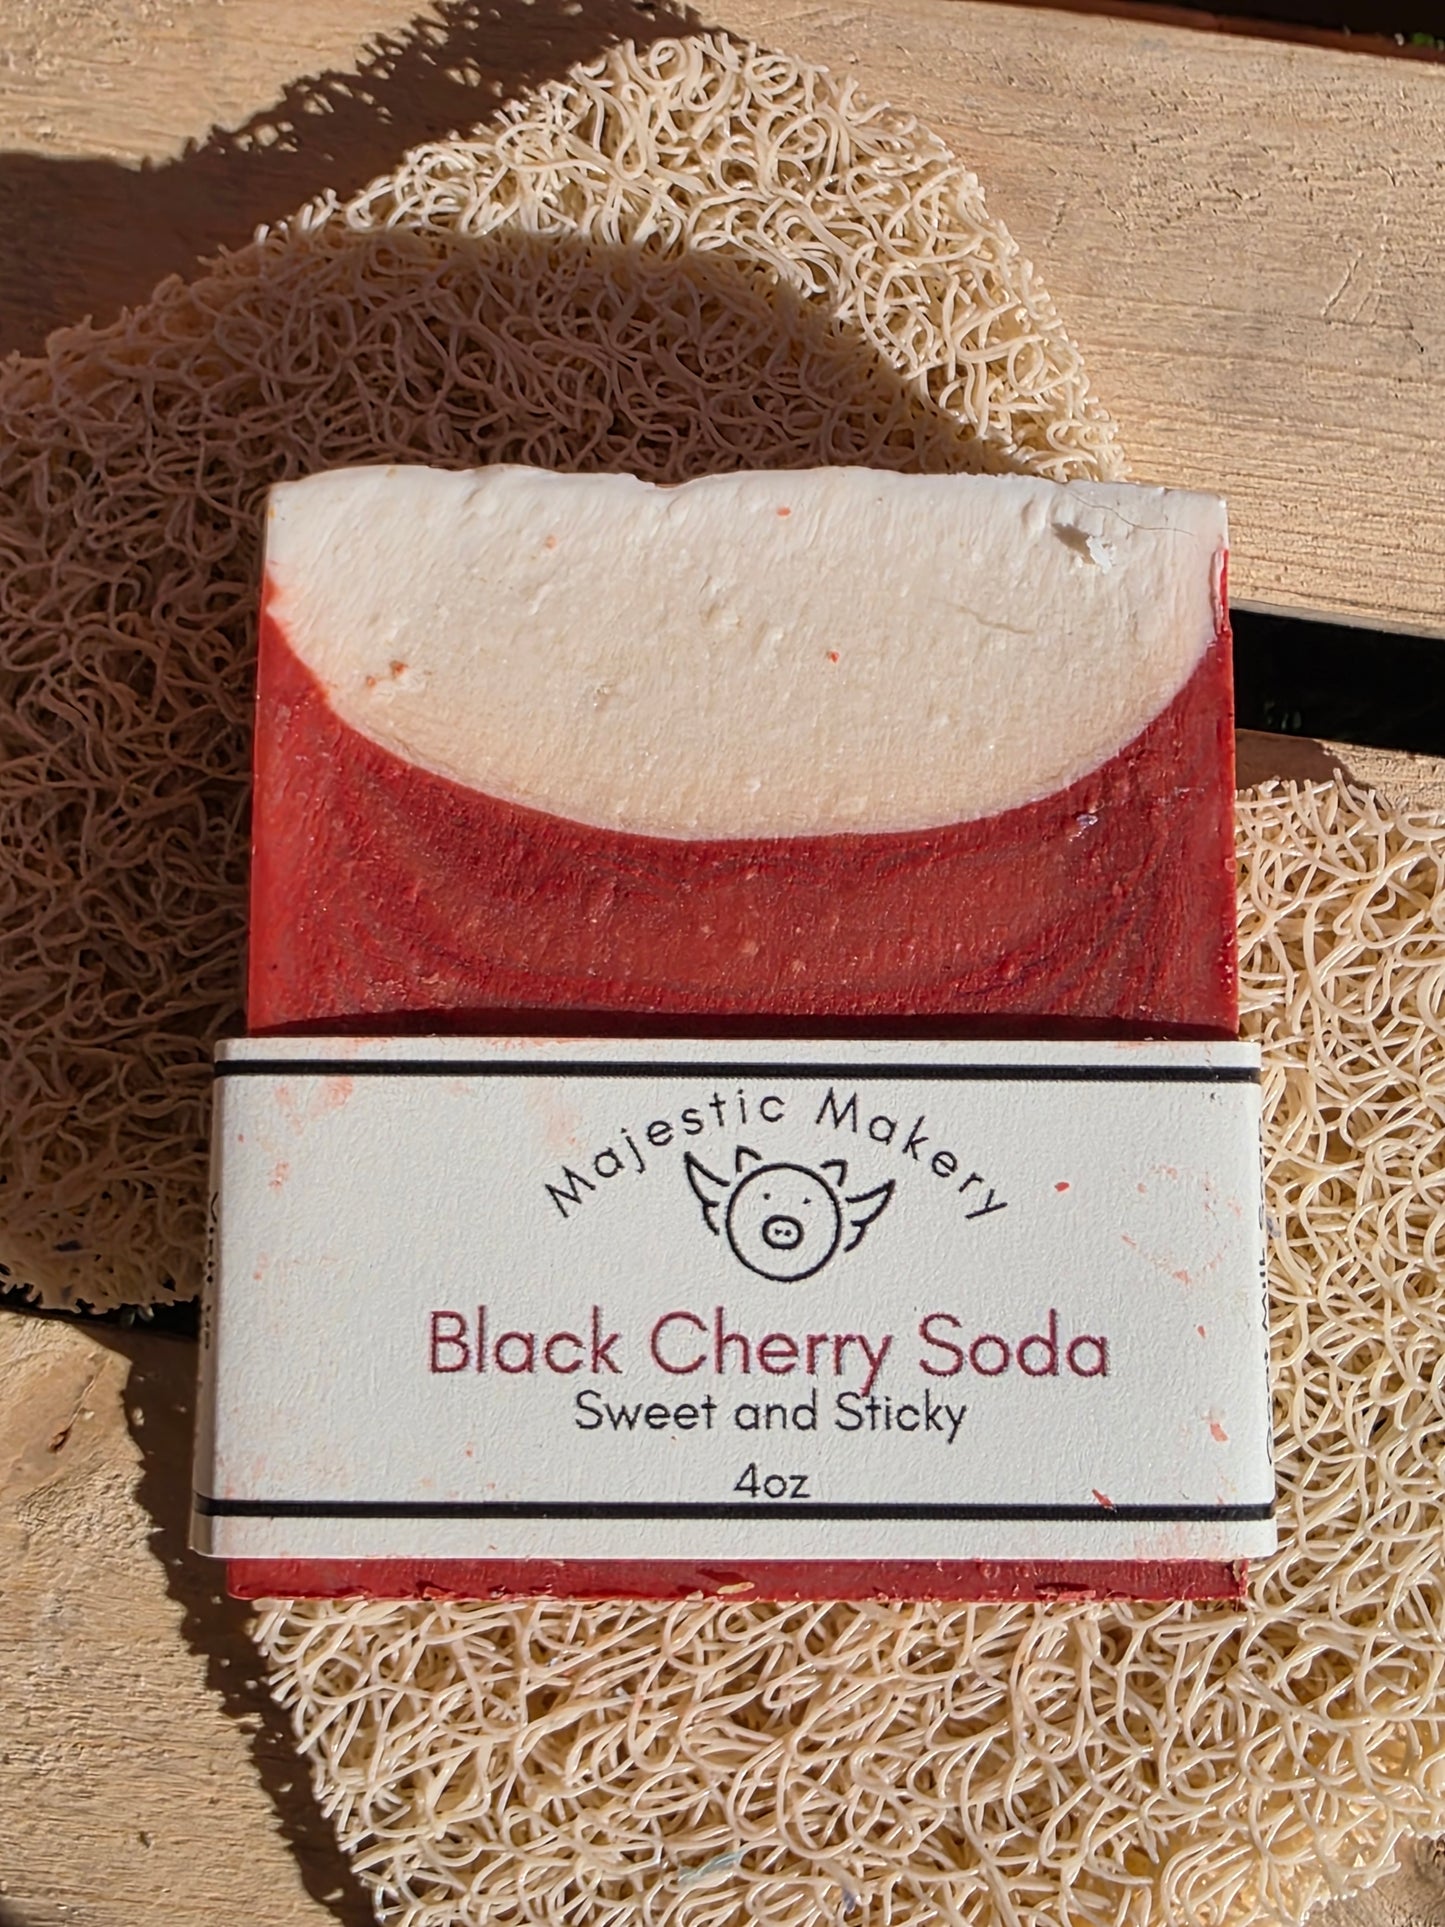 Majestic Makery
Black Cherry Soda
Sweet and Sticky
4oz